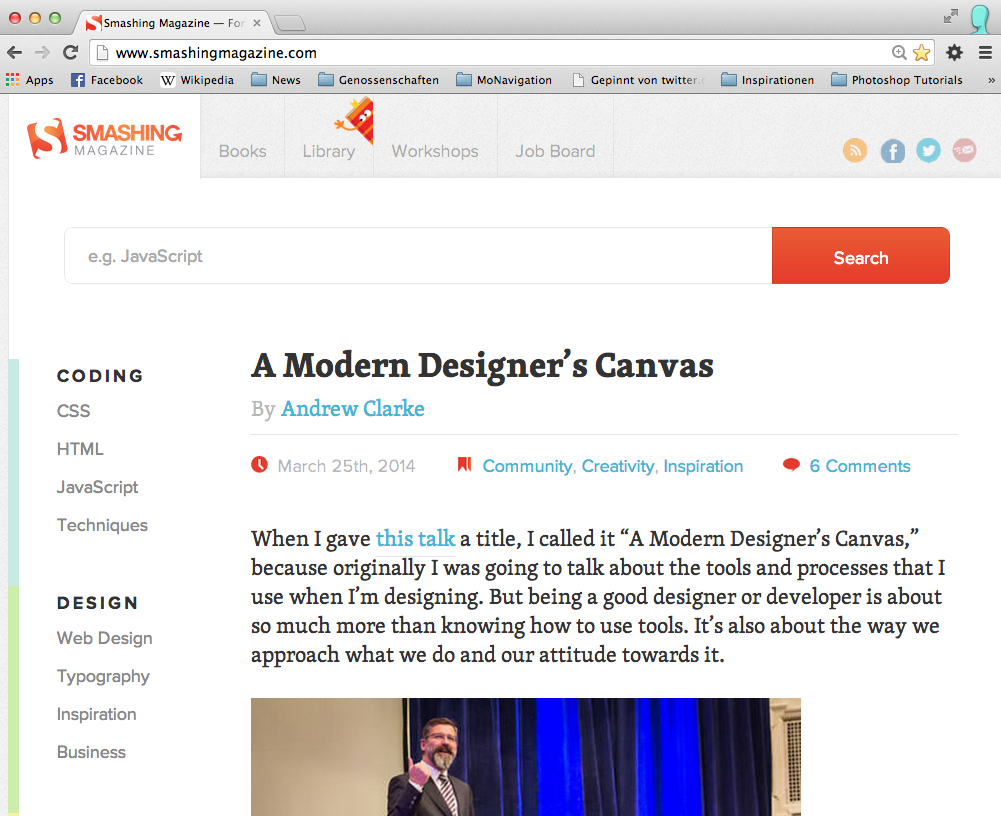 Smashing Magazine — For
www.smashingmagazine.com
Apps Facebook Wikipedia News Genossenschaften MoNavigation Gepinnt von twitter. Inspirationen Photoshop Tutorials »
SMASHING
MAGAZINE
Books Library Workshops Job Board
e.g. JavaScript Search
CODING
CSS
HTML
JavaScript
Techniques
DESIGN
Web Design
Typography
Inspiration
Business
A Modern Designer’s Canvas
By Andrew Clarke
March 25th, 2014 Community, Creativity, Inspiration 6 Comments
When I gave this talk a title, I called it “A Modern Designer’s Canvas,”
because originally I was going to talk about the tools and processes that I
use when I’m designing. But being a good designer or developer is about
so much more than knowing how to use tools. It’s also about the way we
approach what we do and our attitude towards it.